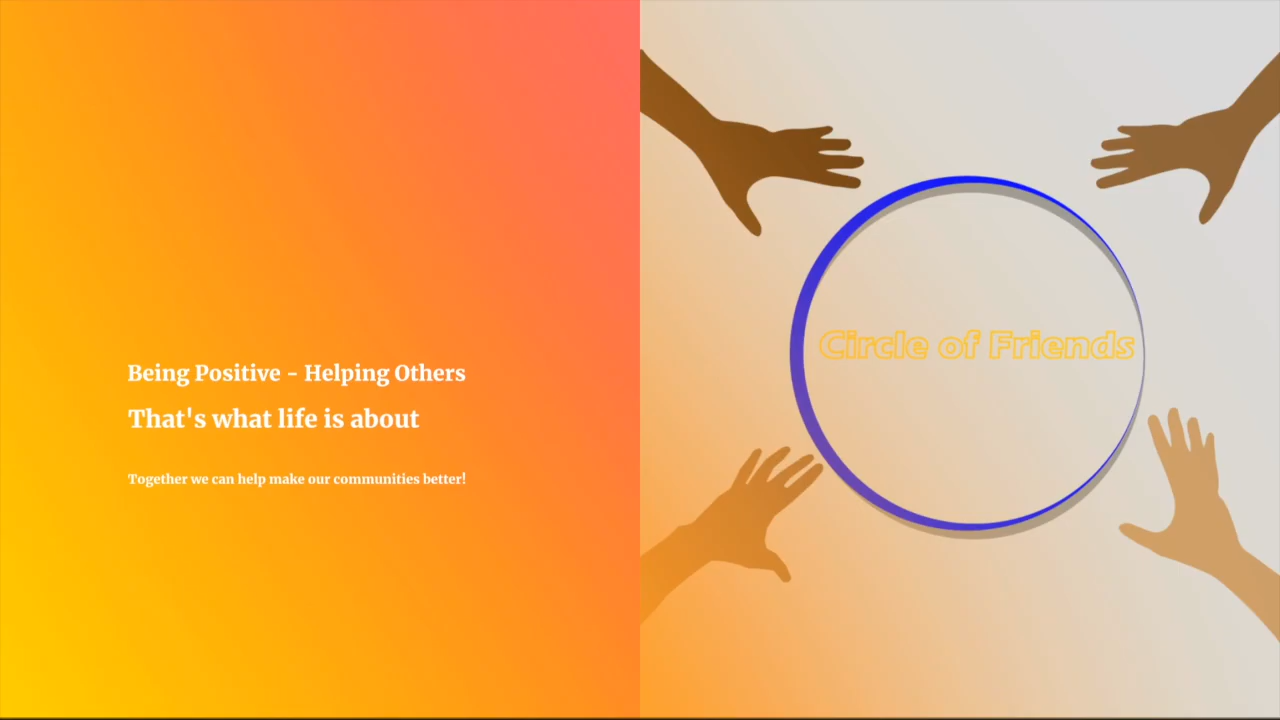 Being Positive - Helping Others
That's what life is about
Together we can help make our communities better!
Circle of Friends